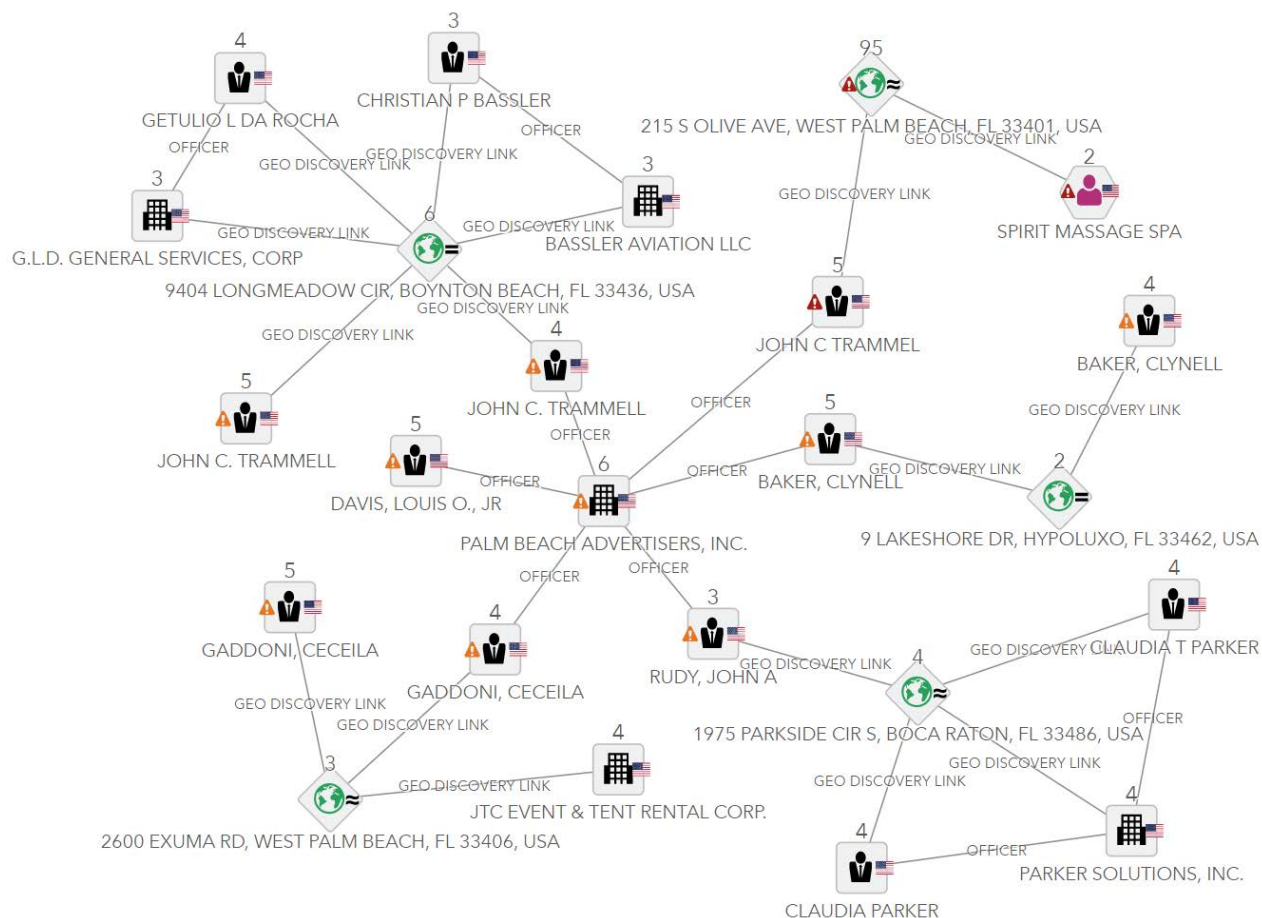 4
3
95
GETULIO L DA ROCHA
CHRISTIAN P BASSLER
215 S OLIVE AVE, WEST PALM BEACH, FL 33401, USA
OFFICER
OFFICER
GEO DISCOVERY LINK
GEO DISCOVERY LINK
GEO DISCOVERY LINK
3
3
2
GEO DISCOVERY LINK
6
GEO DISCOVERY LINK
GEO DISCOVERY LINK
G.L.D. GENERAL SERVICES, CORP
BASSLER AVIATION LLC
SPIRIT MASSAGE SPA
9404 LONGMEADOW CIR, BOYNTON BEACH, FL 33436, USA
5
4
GEO DISCOVERY LINK
GEO DISCOVERY LINK
4
JOHN C TRAMMEL
BAKER, CLYNELL
5
JOHN C. TRAMMELL
OFFICER
GEO DISCOVERY LINK
JOHN C. TRAMMELL
OFFICER
5
5
2
DAVIS, LOUIS O., JR
OFFICER
6
OFFICER
BAKER, CLYNELL
GEO DISCOVERY LINK
PALM BEACH ADVERTISERS, INC.
9 LAKESHORE DR, HYPOLUXO, FL 33462, USA
OFFICER
OFFICER
5
4
3
4
GADDONI, CECEILA
GADDONI, CECEILA
RUDY, JOHN A
GEO DISCOVERY LINK
4
GEO DISCOVERY LINK
CLAUDIA T PARKER
GEO DISCOVERY LINK
GEO DISCOVERY LINK
1975 PARKSIDE CIR S, BOCA RATON, FL 33486, USA
OFFICER
3
GEO DISCOVERY LINK
4
GEO DISCOVERY LINK
GEO DISCOVERY LINK
JTC EVENT & TENT RENTAL CORP.
2600 EXUMA RD, WEST PALM BEACH, FL 33406, USA
4
4
OFFICER
PARKER SOLUTIONS, INC.
CLAUDIA PARKER